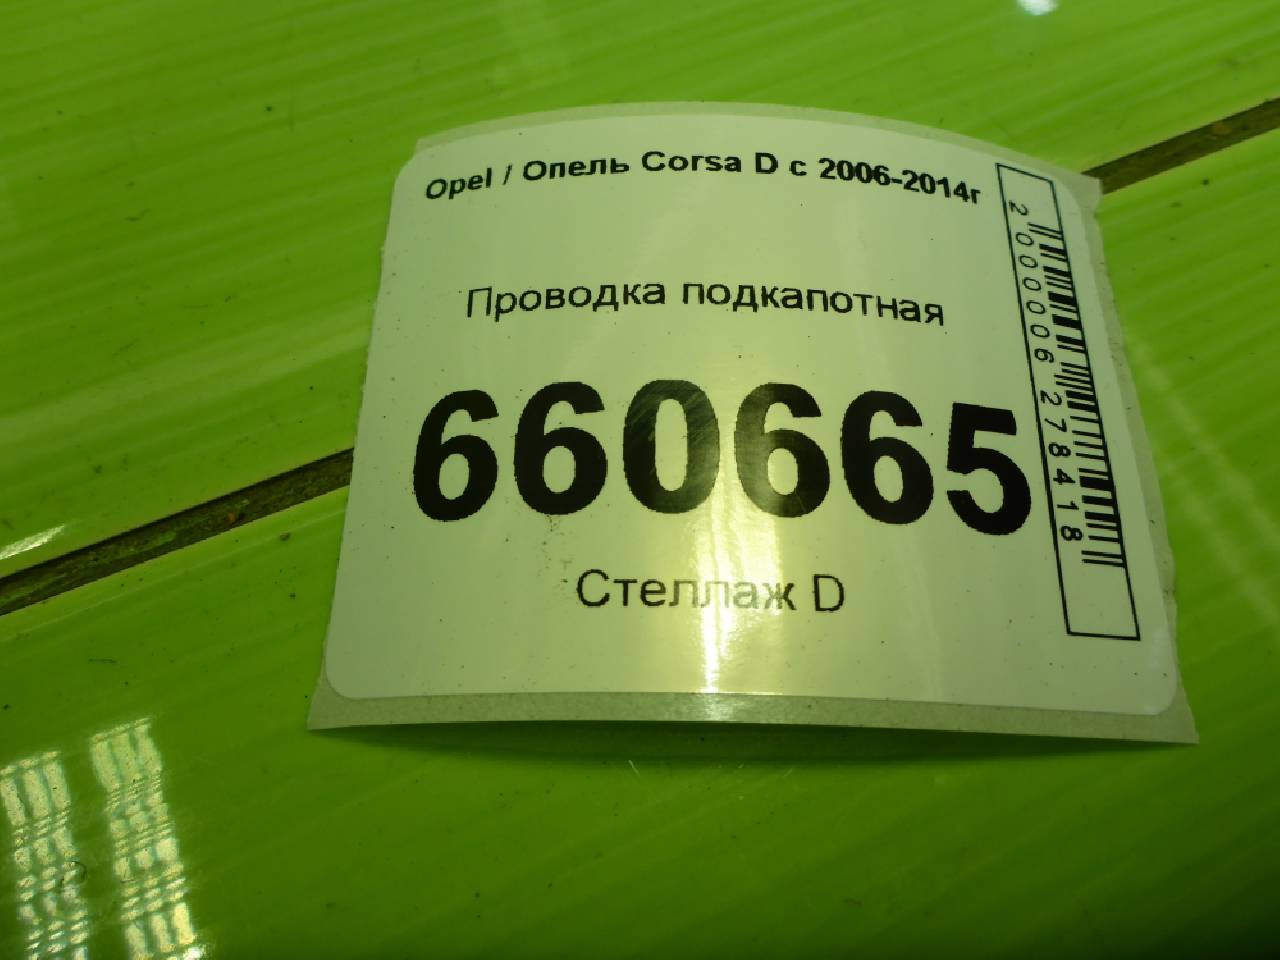 Opel / Опель Corsa D с 2006-2014г
Проводка подкапотная
660665
Стеллаж D
2000006278418